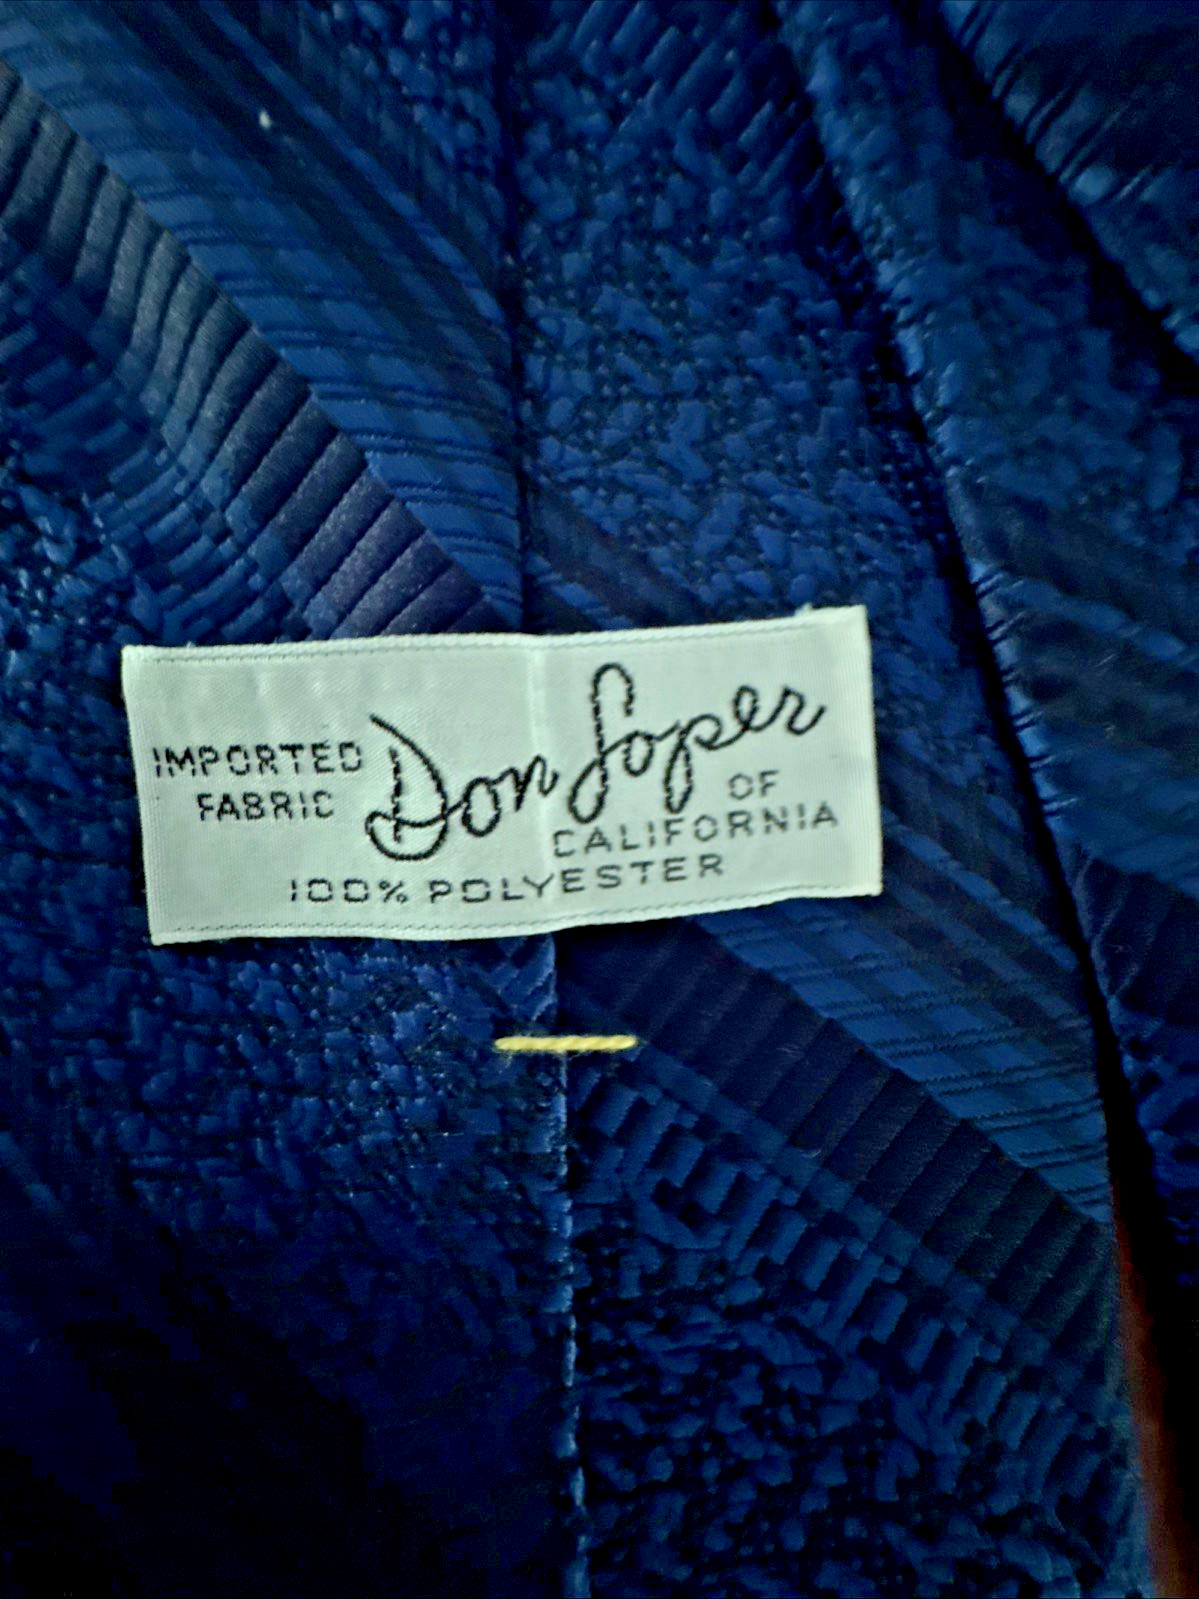 IMPORTED
FABRIC
Don Loper
OF
CALIFORNIA
100% POLYESTER